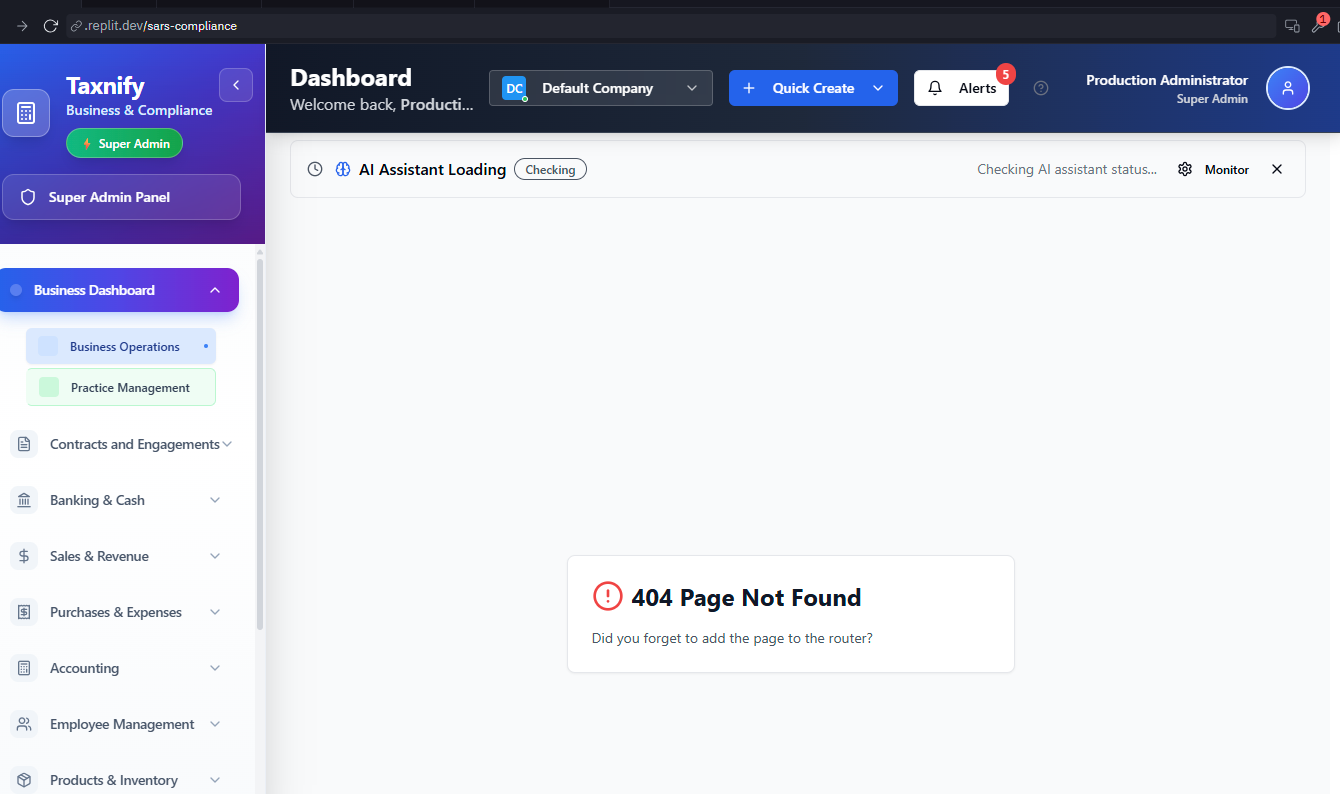 .replit.dev/sars-compliance
1
Taxnify
Business & Compliance
Super Admin
Super Admin Panel
Dashboard
Welcome back, Producti...
DC
Default Company
Quick Create
Alerts
5
Production Administrator
Super Admin
AI Assistant Loading
Checking
Checking AI assistant status...
Monitor
Business Dashboard
Business Operations
Practice Management
Contracts and Engagements
Banking & Cash
Sales & Revenue
Purchases & Expenses
Accounting
Employee Management
Products & Inventory
404 Page Not Found
Did you forget to add the page to the router?